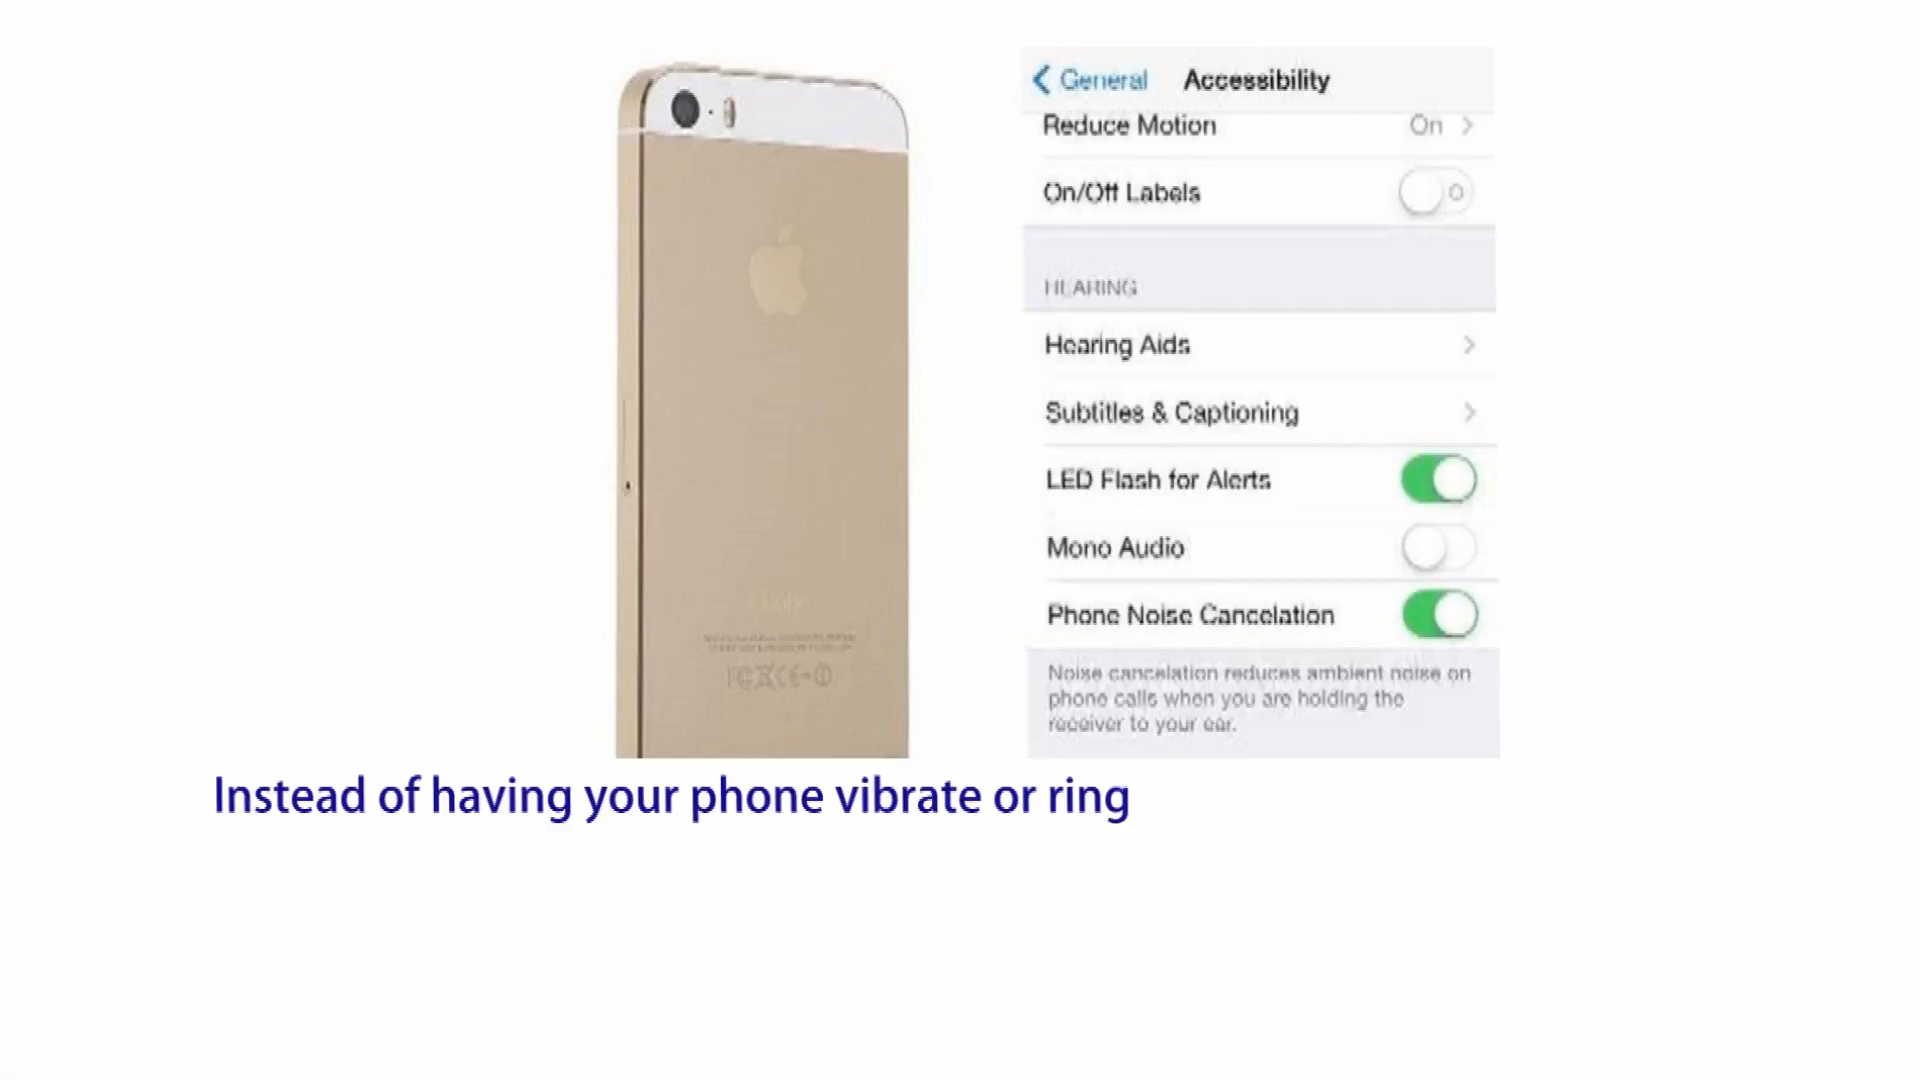 General Accessibility
Reduce Motion On
On/Off Labels
HEARING
Hearing Aids
Subtitles & Captioning
LED Flash for Alerts
Mono Audio
Phone Noise Cancelation
Noise cancelation reduces ambient noise on
phone calls when you are holding the
receiver to your ear.
Instead of having your phone vibrate or ring